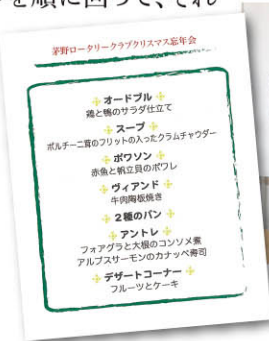 を順に回って、それ
茅野ロータリークラブクリスマス忘年会
オードブル
鶏と鴨のサラダ仕立て
スープ
ポルチーニ茸のフリットの入ったクラムチャウダー
ポワソン
赤魚と帆立貝のポワレ
ヴィアンド
牛肉陶板焼き
2種のパン
アントレ
フォアグラと大根のコンソメ煮
アルプスサーモンのカナッペ寿司
デザートコーナー
フルーツとケーキ